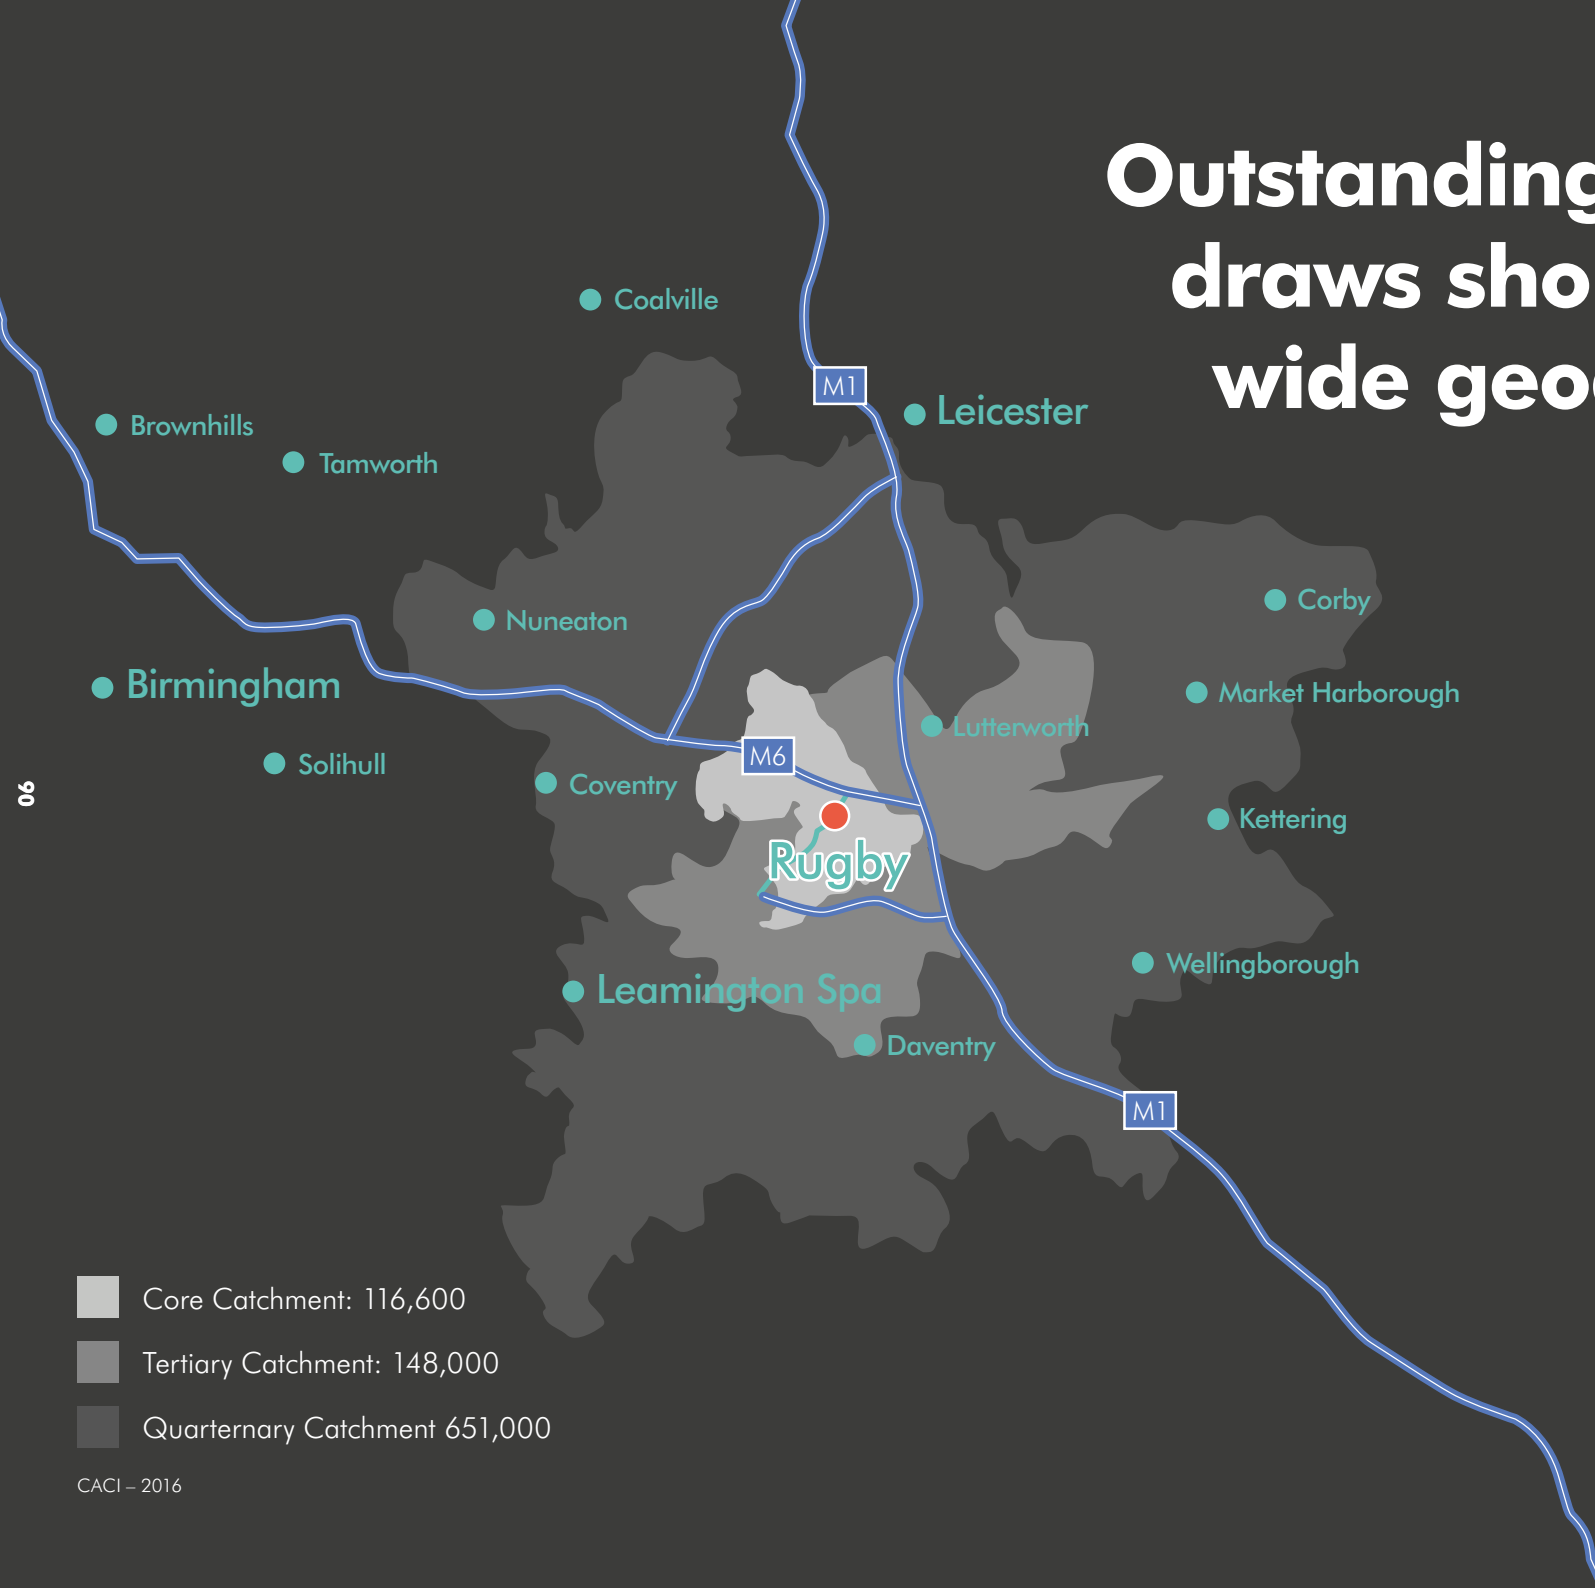 Outstanding
draws sho
wide geo
Coalville
M1
Leicester
Brownhills
Tamworth
Corby
Nuneaton
Birmingham
Market Harborough
Lutterworth
M6
Solihull
Coventry
06
Kettering
Rugby
Wellingborough
Leamington Spa
Daventry
M1
Core Catchment: 116,600
Tertiary Catchment: 148,000
Quarternary Catchment 651,000
CACI – 2016